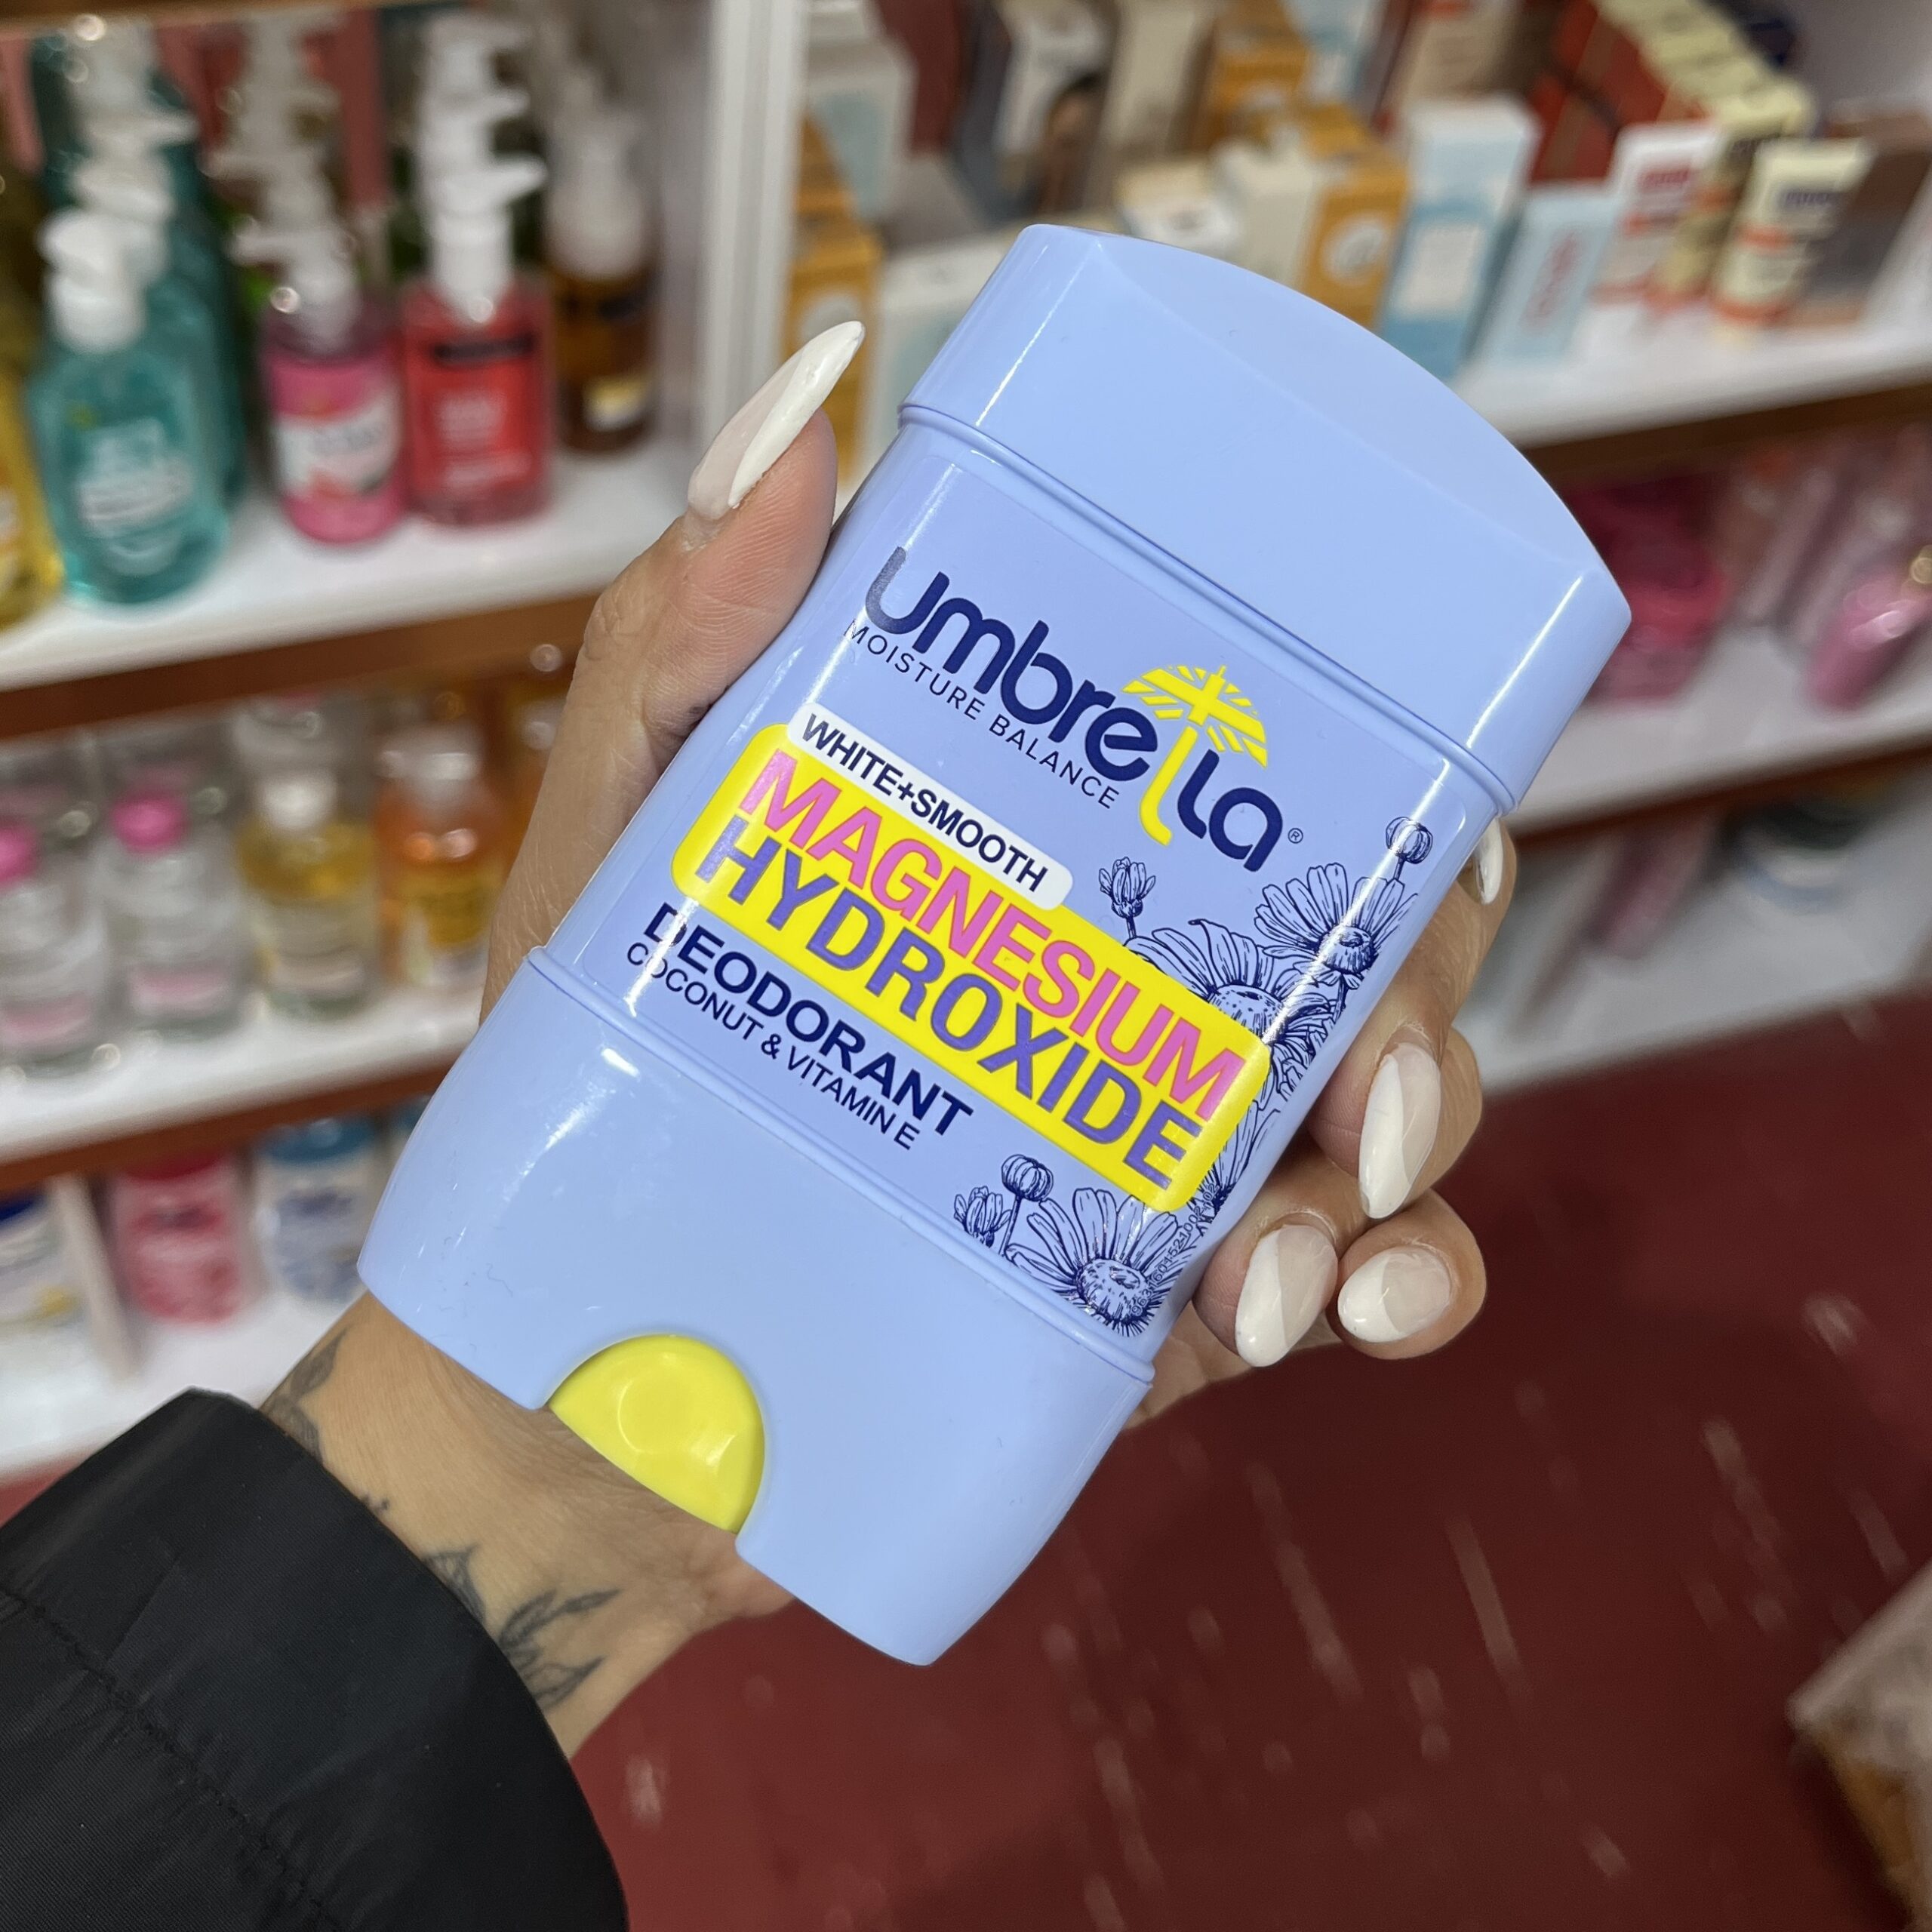 umbrella®
MOISTURE BALANCE
WHITE+SMOOTH
MAGNESIUM
HYDROXIDE
DEODORANT
COCONUT & VITAMIN E